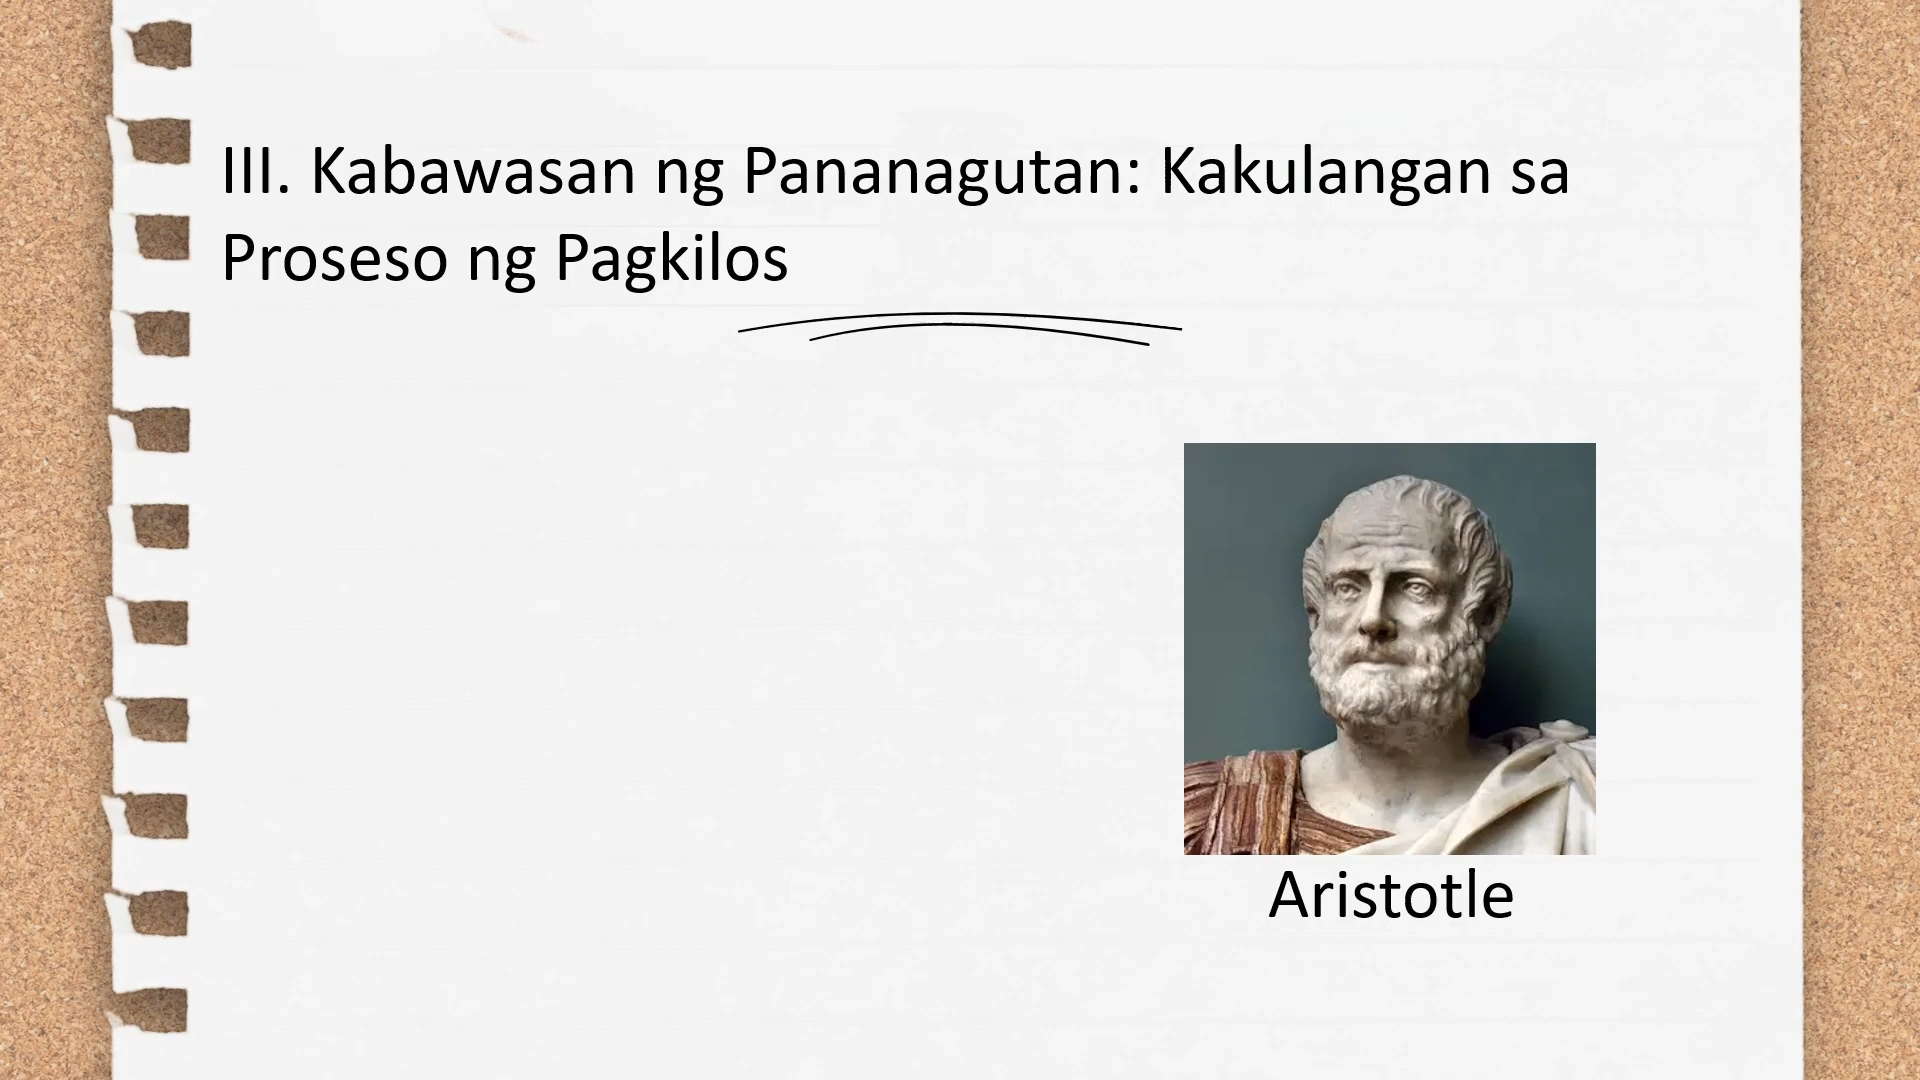 III. Kabawasan ng Pananagutan: Kakulangan sa
Proseso ng Pagkilos
Aristotle